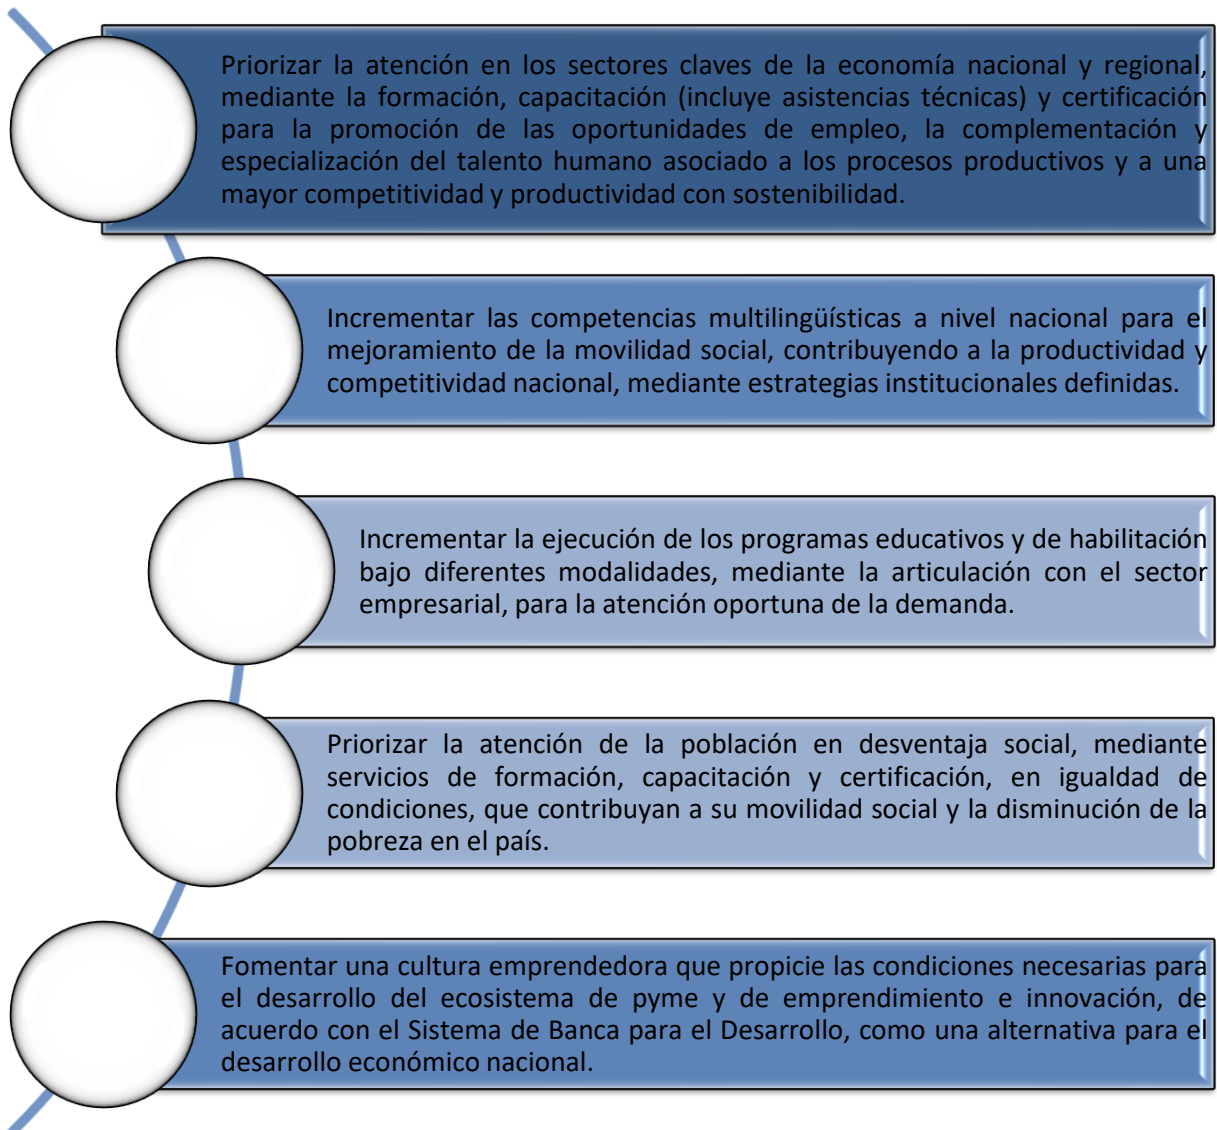 Priorizar la atención en los sectores claves de la economía nacional y regional,
mediante la formación, capacitación (incluye asistencias técnicas) y certificación
para la promoción de las oportunidades de empleo, la complementación y
especialización del talento humano asociado a los procesos productivos y a una
mayor competitividad y productividad con sostenibilidad.
Incrementar las competencias multilingüísticas a nivel nacional para el
mejoramiento de la movilidad social, contribuyendo a la productividad y
competitividad nacional, mediante estrategias institucionales definidas.
Incrementar la ejecución de los programas educativos y de habilitación
bajo diferentes modalidades, mediante la articulación con el sector
empresarial, para la atención oportuna de la demanda.
Priorizar la atención de la población en desventaja social, mediante
servicios de formación, capacitación y certificación, en igualdad de
condiciones, que contribuyan a su movilidad social y la disminución de la
pobreza en el país.
Fomentar una cultura emprendedora que propicie las condiciones necesarias para
el desarrollo del ecosistema de pyme y de emprendimiento e innovación, de
acuerdo con el Sistema de Banca para el Desarrollo, como una alternativa para el
desarrollo económico nacional.